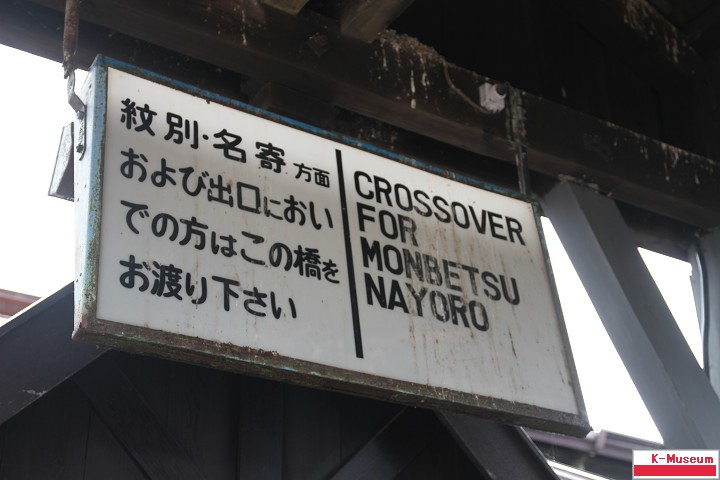 紋別・名寄 方面
および出口におい
での方はこの橋を
お渡り下さい
CROSSOVER
FOR
MONBETSU
NAYORO
K-Museum